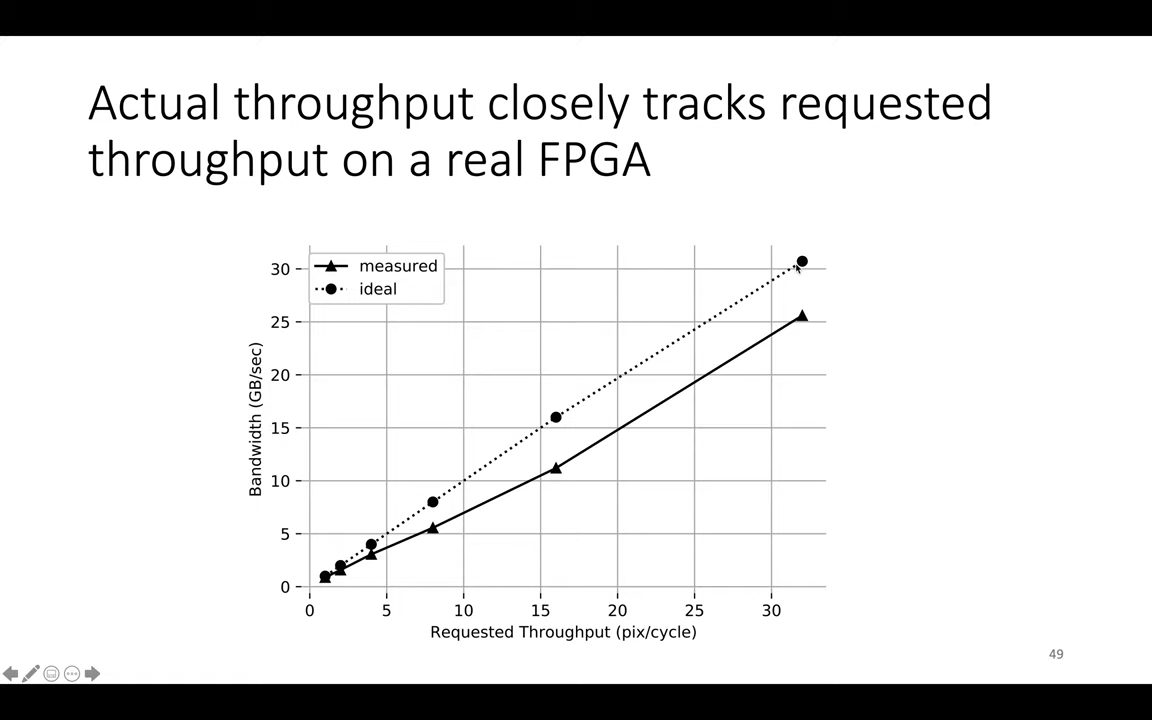 Actual throughput closely tracks requested
throughput on a real FPGA
measured
ideal
30
25
20
15
10
5
0
Bandwidth (GB/sec)
0 5 10 15 20 25 30
Requested Throughput (pix/cycle)
49